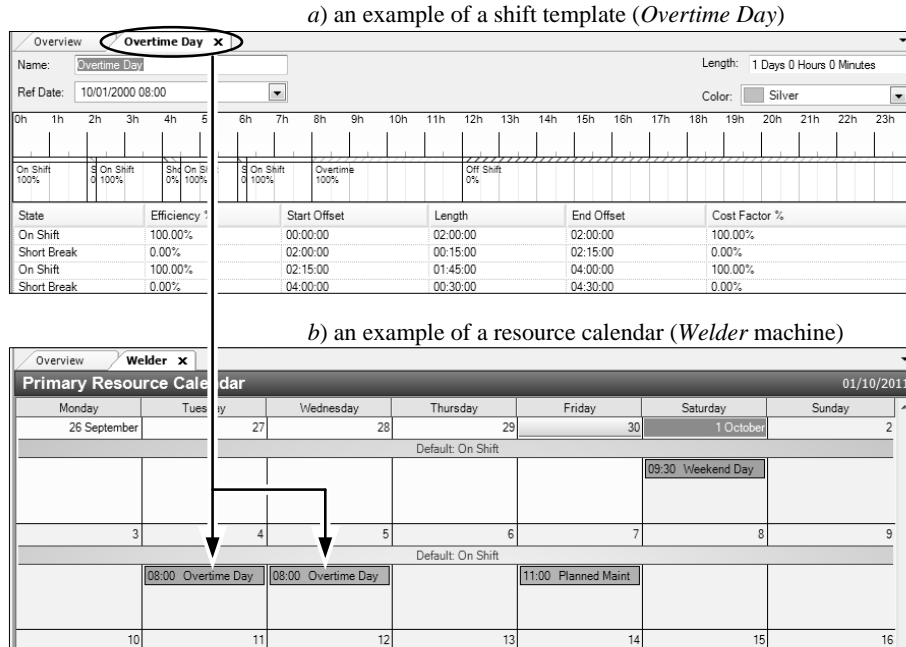 a) an example of a shift template (Overtime Day)
Overview Overtime Day x
Name: Overtime Day Length: 1 Days 0 Hours 0 Minutes
Ref Date: 10/01/2000 08:00 Color: Silver
0h 1h 2h 3h 4h 5 6h 7h 8h 9h 10h 11h 12h 13h 14h 15h 16h 17h 18h 19h 20h 21h 22h 23h
On Shift S On Shift Sho On S S On Shift Overtime Off Shift
100% 0 100% 0% 100% 0 100% 100% 0%
State Efficiency % Start Offset Length End Offset Cost Factor %
On Shift 100.00% 00:00:00 02:00:00 02:00:00 100.00%
Short Break 0.00% 02:00:00 00:15:00 02:15:00 0.00%
On Shift 100.00% 02:15:00 01:45:00 04:00:00 100.00%
Short Break 0.00% 04:00:00 00:30:00 04:30:00 0.00%
b) an example of a resource calendar (Welder machine)
Overview Welder x
Primary Resource Calendar 01/10/2011
Monday Tuesday Wednesday Thursday Friday Saturday Sunday
26 September 27 28 29 30 1 October 2
Default: On Shift
09:30 Weekend Day
3 4 5 6 7 8 9
Default: On Shift
08:00 Overtime Day 08:00 Overtime Day 11:00 Planned Maint
10 11 12 13 14 15 16